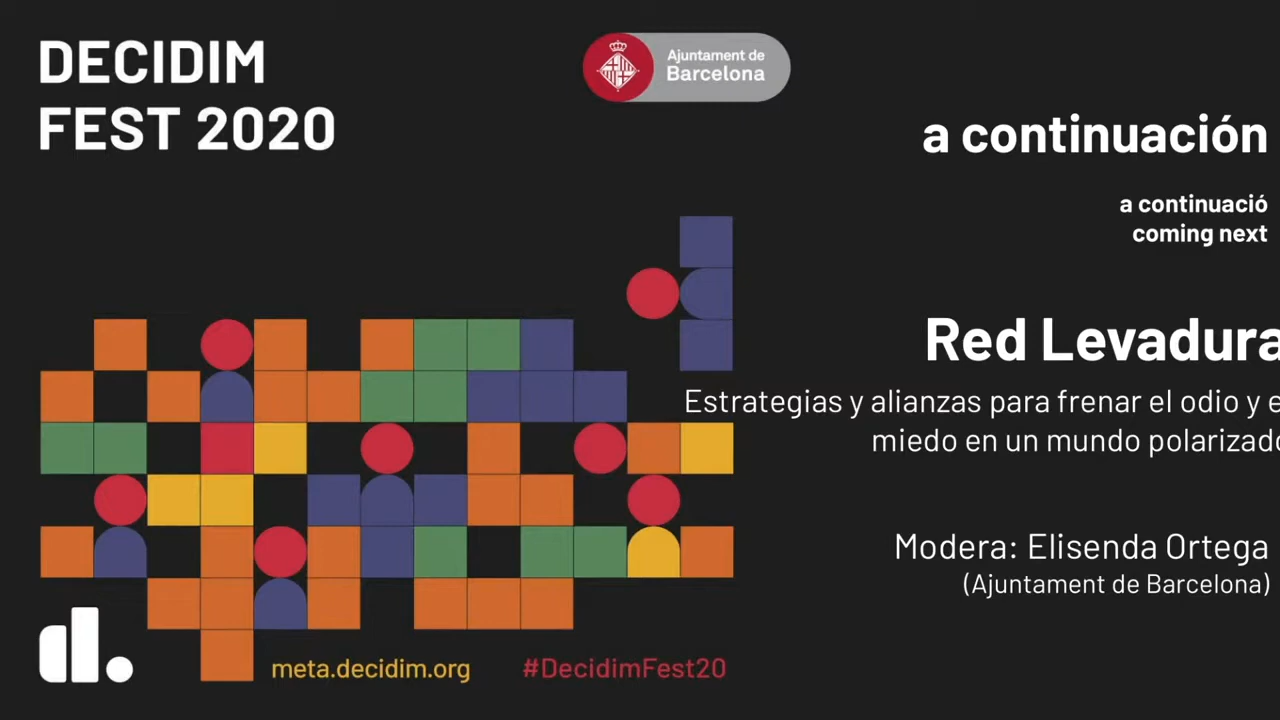 DECIDIM
FEST 2020
Ajuntament de
Barcelona
a continuación
a continuació
coming next
Red Levadura
Estrategias y alianzas para frenar el odio y e
miedo en un mundo polarizado
Modera: Elisenda Ortega
(Ajuntament de Barcelona)
meta.decidim.org
#DecidimFest20